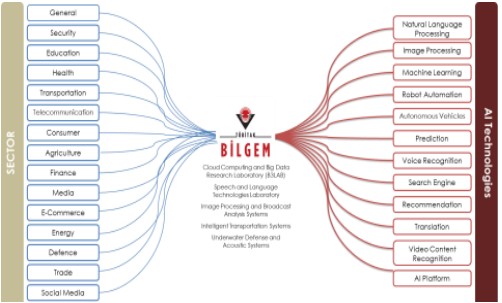 SECTOR
General
Security
Education
Health
Transportation
Telecommunication
Consumer
Agriculture
Finance
Media
E-Commerce
Energy
Defence
Trade
Social Media
TÜBİTAK
BİLGEM
Cloud Computing and Big Data
Research Laboratory (B3LAB)
Speech and Language
Technologies Laboratory
Image Processing and Broadcast
Analysis Systems
Intelligent Transportation Systems
Underwater Defense and
Acoustic Systems
Natural Language
Processing
Image Processing
Machine Learning
Robot Automation
Autonomous Vehicles
Prediction
Voice Recognition
Search Engine
Recommendation
Translation
Video Content
Recognition
AI Platform
AI Technologies